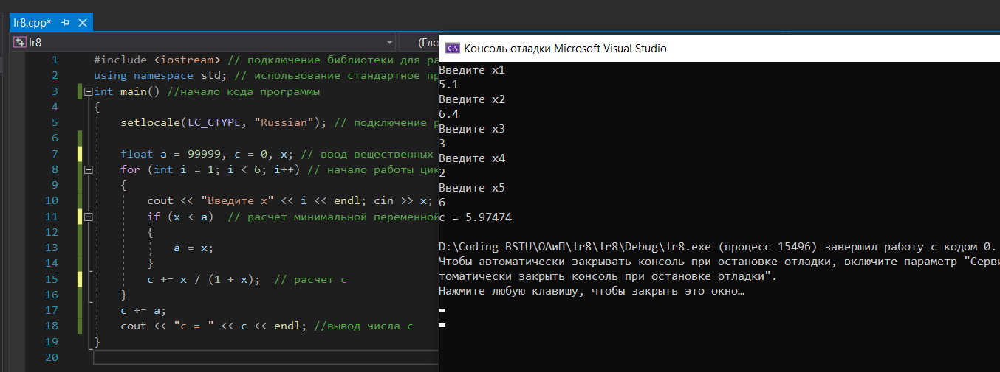 lr8.cpp*
lr8
1 #include <iostream> // подключение библиотеки для
2 using namespace std; // использование стандартное
3 int main() //начало кода программы
4 {
5 setlocale(LC_CTYPE, "Russian"); // подключение
6
7 float a = 99999, c = 0, x; // ввод вещественных
8 for (int i = 1; i < 6; i++) // начало работы
9 {
10 cout << "Введите x" << i << endl; cin >> x;
11 if (x < a) // расчет минимальной переменной
12 {
13 a = x;
14 }
15 c += x / (1 + x); // расчет c
16 }
17 c += a;
18 cout << "c = " << c << endl; //вывод числа c
19 }
20
Консоль отладки Microsoft Visual Studio
Введите x1
5.1
Введите x2
6.4
Введите x3
3
Введите x4
2
Введите x5
6
c = 5.97474
D:\Coding BSTU\ОАиП\lr8\lr8\Debug\lr8.exe (процесс 15496) завершил работу с кодом 0.
Чтобы автоматически закрывать консоль при остановке отладки, включите параметр
томатически закрыть консоль при остановке отладки".
Нажмите любую клавишу, чтобы закрыть это окно…